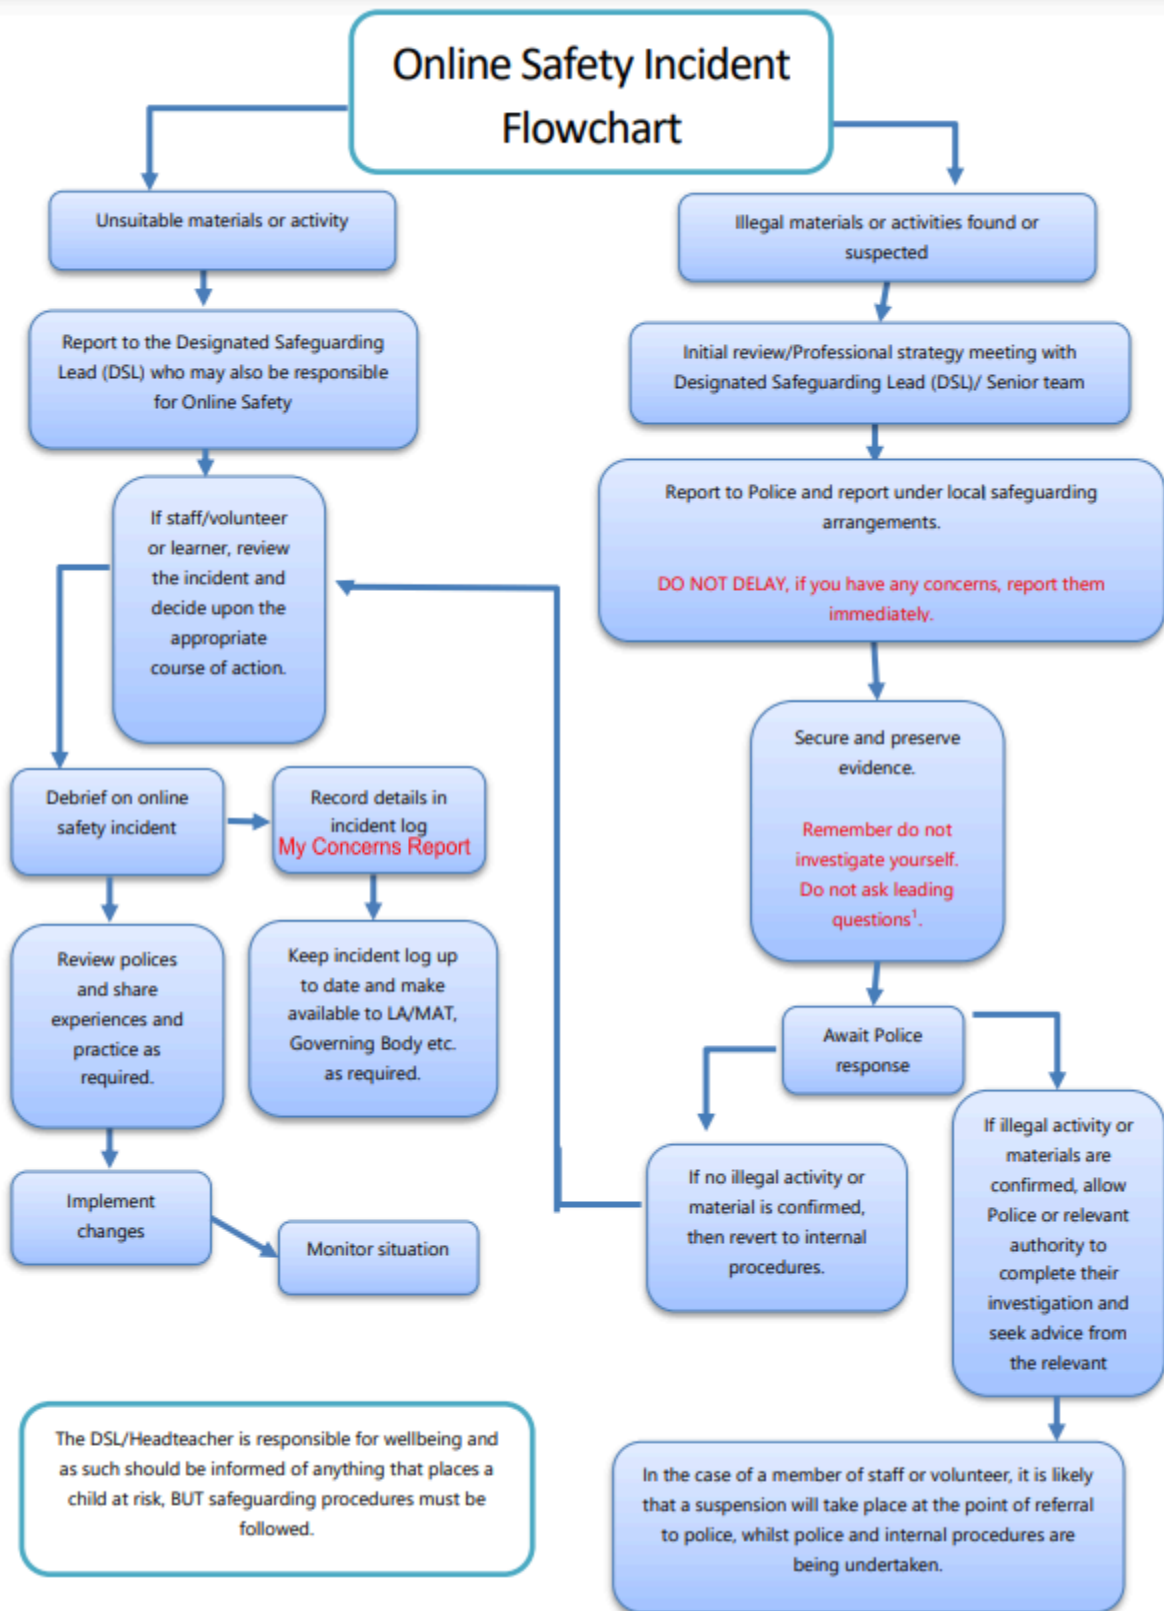 Online Safety Incident
Flowchart
Unsuitable materials or activity
Report to the Designated Safeguarding
Lead (DSL) who may also be responsible
for Online Safety
If staff/volunteer
or learner, review
the incident and
decide upon the
appropriate
course of action.
Debrief on online
safety incident
Record details in
incident log
My Concerns Report
Review polices
and share
experiences and
practice as
required.
Keep incident log up
to date and make
available to LA/MAT,
Governing Body etc.
as required.
Implement
changes
Monitor situation
Illegal materials or activities found or
suspected
Initial review/Professional strategy meeting with
Designated Safeguarding Lead (DSL)/ Senior team
Report to Police and report under local safeguarding
arrangements.
DO NOT DELAY, if you have any concerns, report them
immediately.
Secure and preserve
evidence.
Remember do not
investigate yourself.
Do not ask leading
questions¹.
Await Police
response
If no illegal activity or
material is confirmed,
then revert to internal
procedures.
If illegal activity or
materials are
confirmed, allow
Police or relevant
authority to
complete their
investigation and
seek advice from
the relevant
In the case of a member of staff or volunteer, it is likely
that a suspension will take place at the point of referral
to police, whilst police and internal procedures are
being undertaken.
The DSL/Headteacher is responsible for wellbeing and
as such should be informed of anything that places a
child at risk, BUT safeguarding procedures must be
followed.